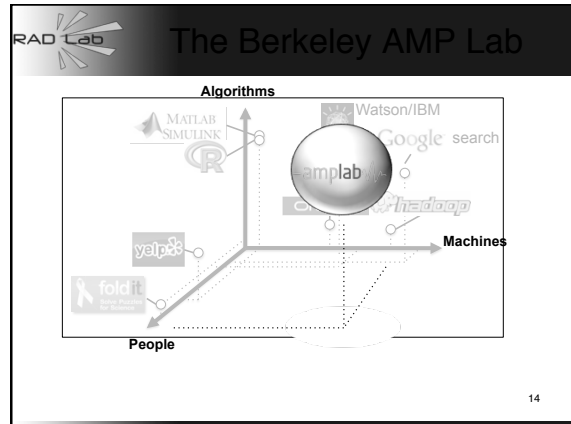 RAD Lab
The Berkeley AMP Lab
Algorithms
MATLAB
SIMULINK
R
Watson/IBM
Google search
amplab
hadoop
Machines
yelp
foldit
Solve Puzzles
for Science
People
14